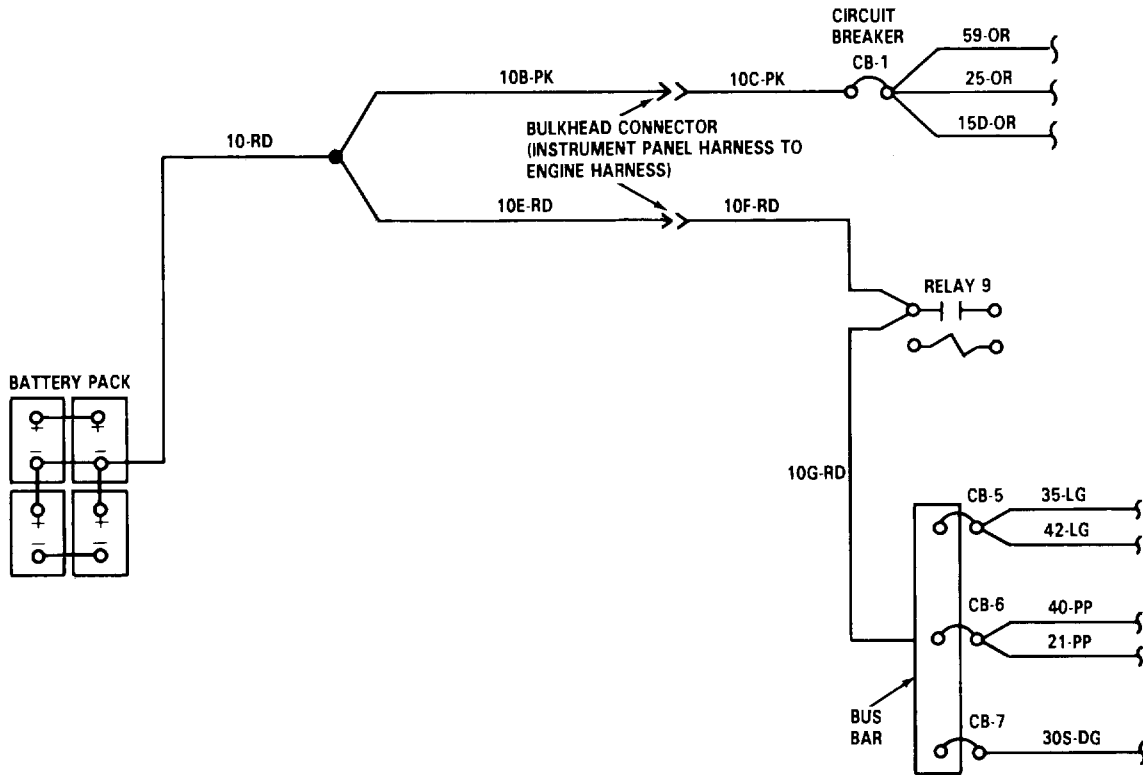 CIRCUIT
BREAKER
CB-1
59-OR
25-OR
15D-OR
10B-PK
10C-PK
BULKHEAD CONNECTOR
(INSTRUMENT PANEL HARNESS TO
ENGINE HARNESS)
10-RD
10E-RD
10F-RD
RELAY 9
BATTERY PACK
+ +
- -
+ +
- -
10G-RD
CB-5
35-LG
42-LG
CB-6
40-PP
21-PP
BUS
BAR
CB-7
30S-DG